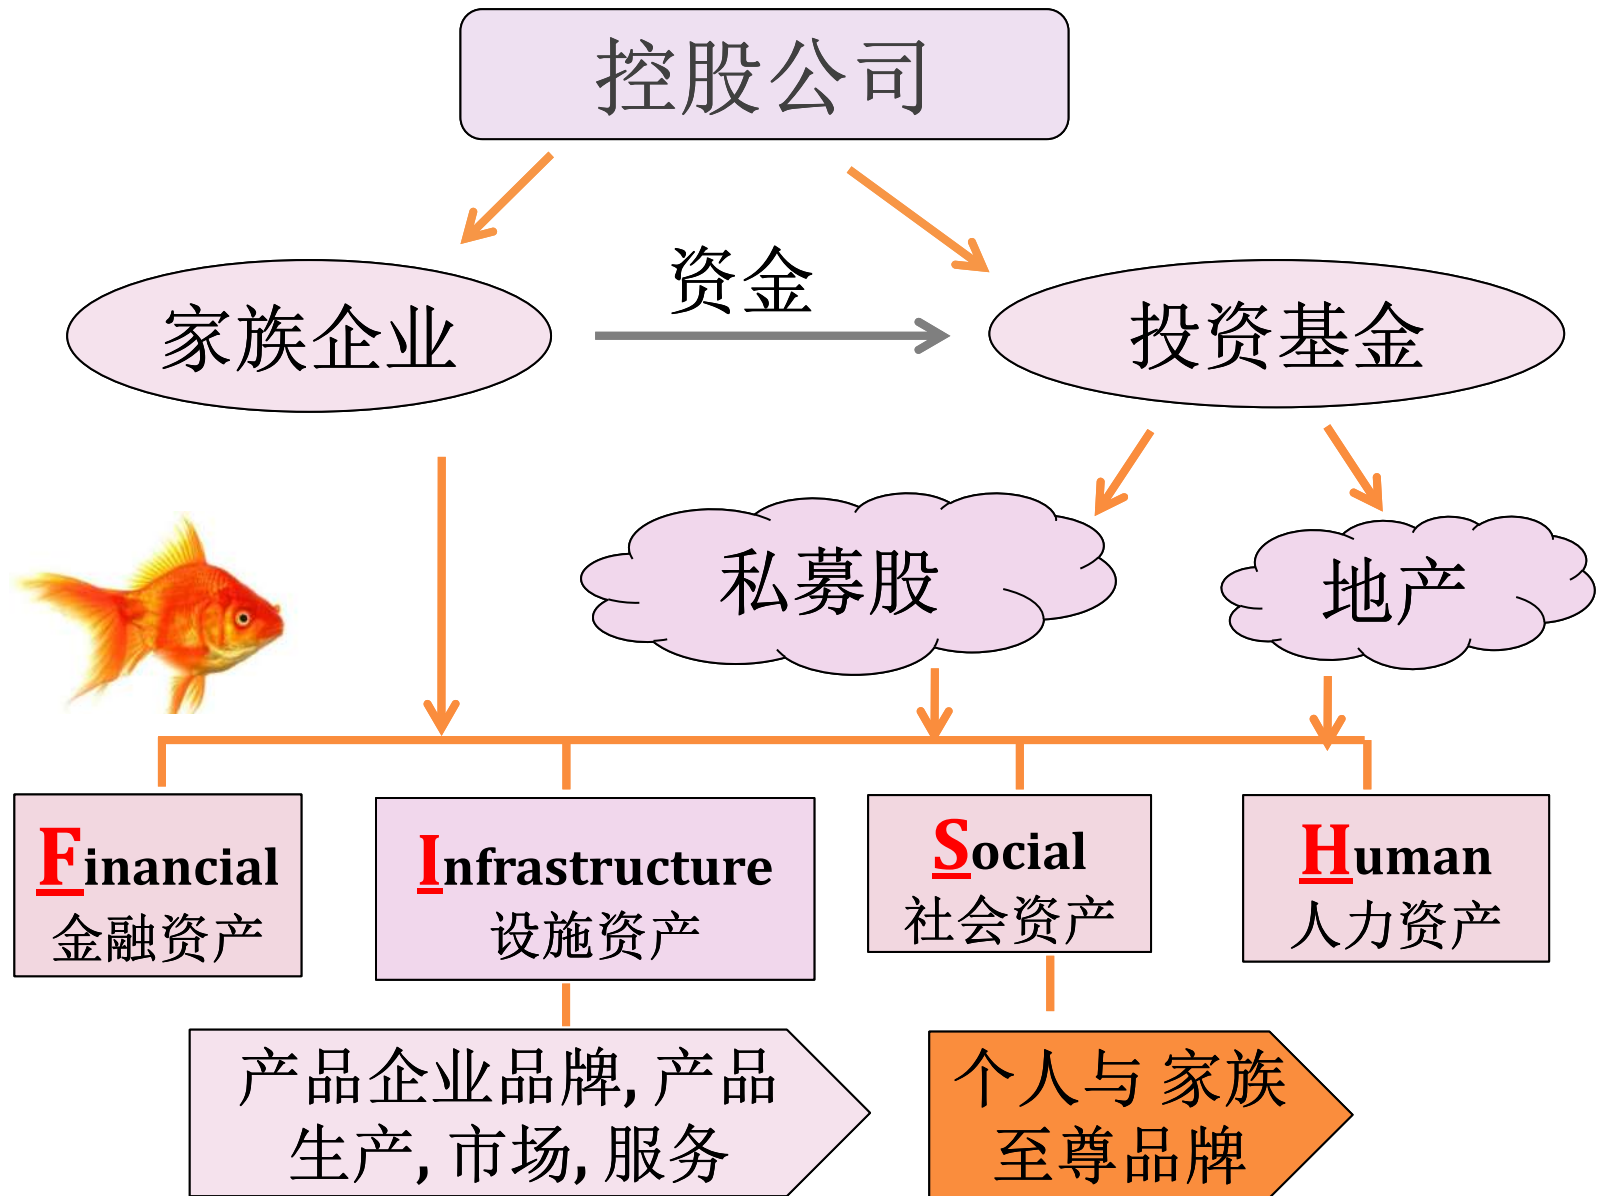 控股公司
资金
家族企业
投资基金
私募股
地产
Financial
金融资产
Infrastructure
设施资产
Social
社会资产
Human
人力资产
产品企业品牌, 产品
生产, 市场, 服务
个人与 家族
至尊品牌